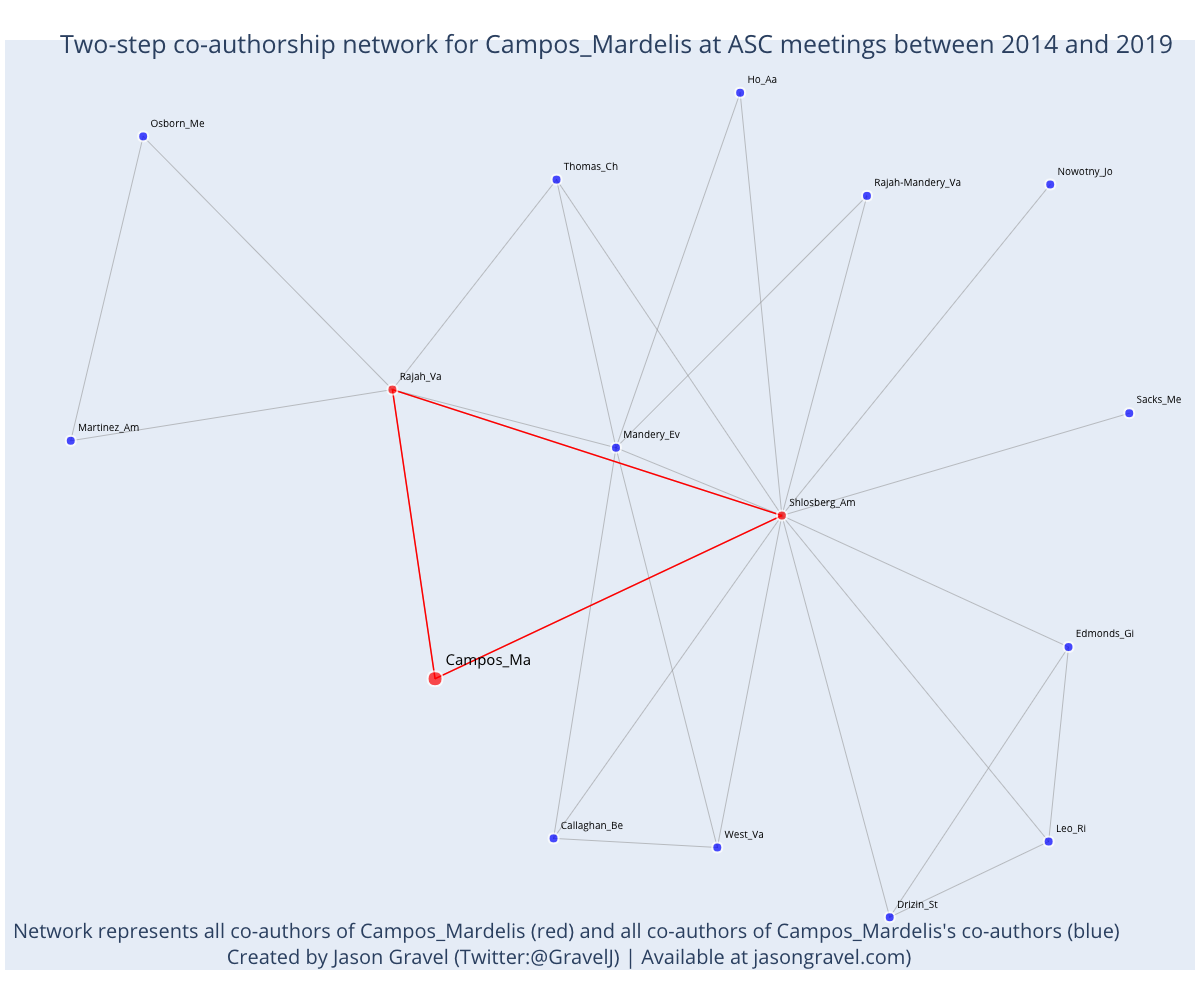 Two-step co-authorship network for Campos_Mardelis at ASC meetings between 2014 and 2019
Ho_Aa
Osborn_Me
Thomas_Ch
Nowotny_Jo
Rajah-Mandery_Va
Rajah_Va
Sacks_Me
Martinez_Am
Mandery_Ev
Shlosberg_Am
Edmonds_Gi
Campos_Ma
Callaghan_Be
Leo_Ri
West_Va
Drizin_St
Network represents all co-authors of Campos_Mardelis (red) and all co-authors of Campos_Mardelis's co-authors (blue)
Created by Jason Gravel (Twitter:@GravelJ) | Available at jasongravel.com)